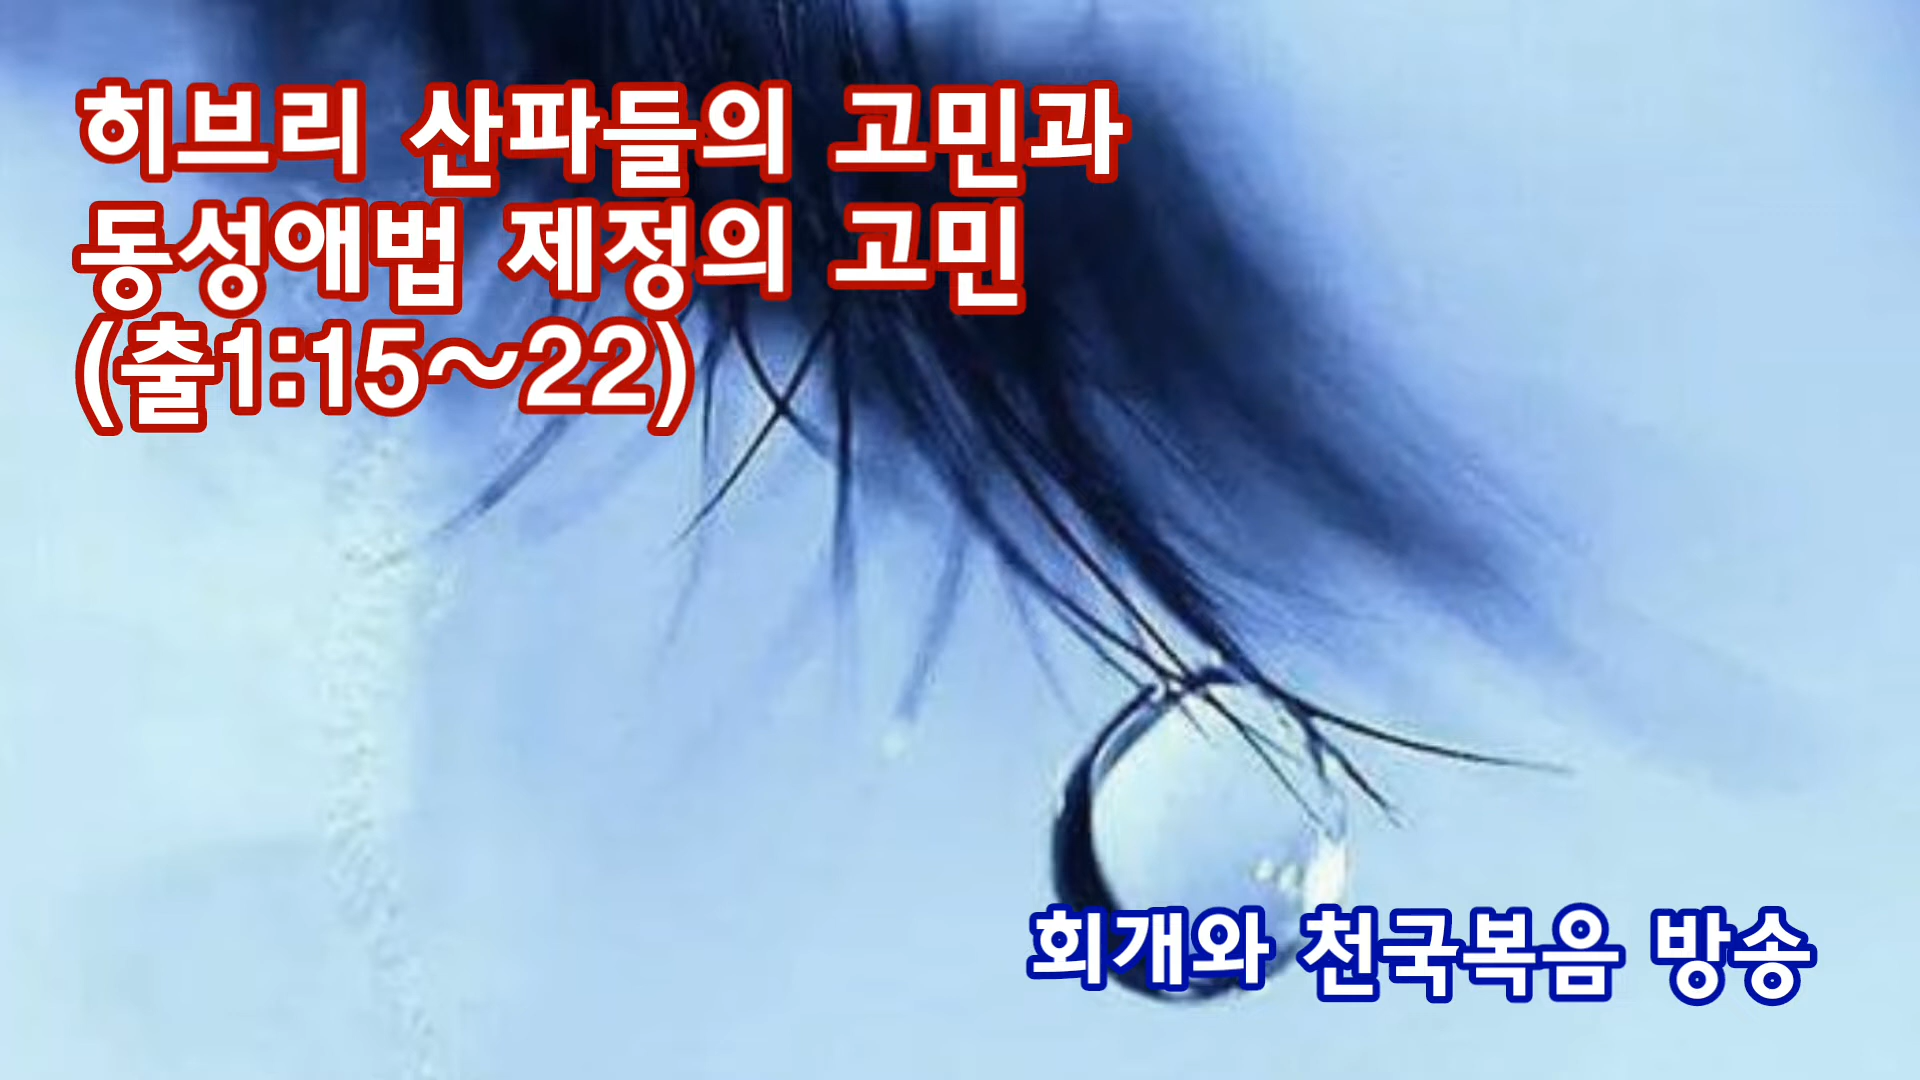 히브리 산파들의 고민과
동성애법 제정의 고민
(출1:15~22)
회개와 천국복음 방송